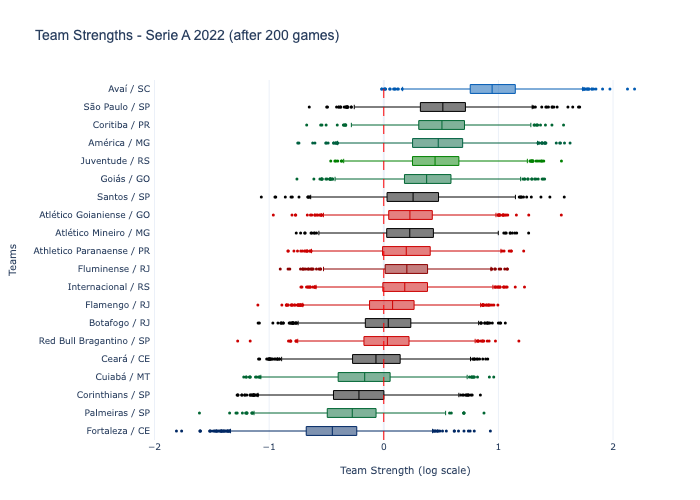 Team Strengths - Serie A 2022 (after 200 games)
Avaí / SC
São Paulo / SP
Coritiba / PR
América / MG
Juventude / RS
Goiás / GO
Santos / SP
Atlético Goianiense / GO
Atlético Mineiro / MG
Athletico Paranaense / PR
Fluminense / RJ
Internacional / RS
Flamengo / RJ
Botafogo / RJ
Red Bull Bragantino / SP
Ceará / CE
Cuiabá / MT
Corinthians / SP
Palmeiras / SP
Fortaleza / CE
Teams
−2 −1 0 1 2
Team Strength (log scale)